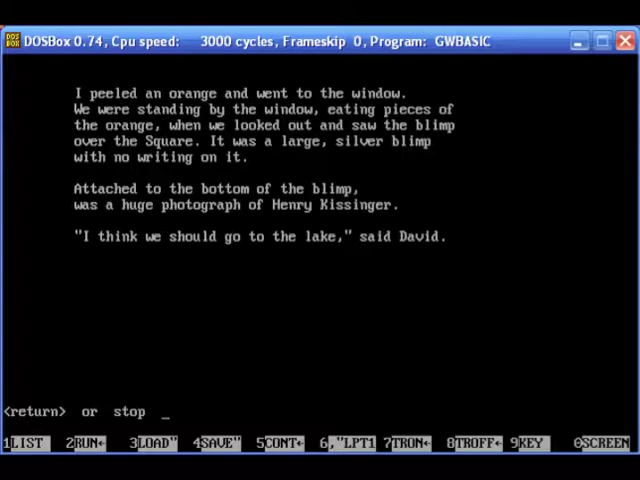 DOSBox 0.74, Cpu speed: 3000 cycles, Frameskip 0, Program: GWBASIC
I peeled an orange and went to the window.
We were standing by the window, eating pieces of
the orange, when we looked out and saw the blimp
over the Square. It was a large, silver blimp
with no writing on it.
Attached to the bottom of the blimp,
was a huge photograph of Henry Kissinger.
"I think we should go to the lake," said David.
<return> or stop _
1LIST 2RUN← 3LOAD" 4SAVE" 5CONT← 6,"LPT1 7TRON← 8TROFF← 9KEY 0SCREEN